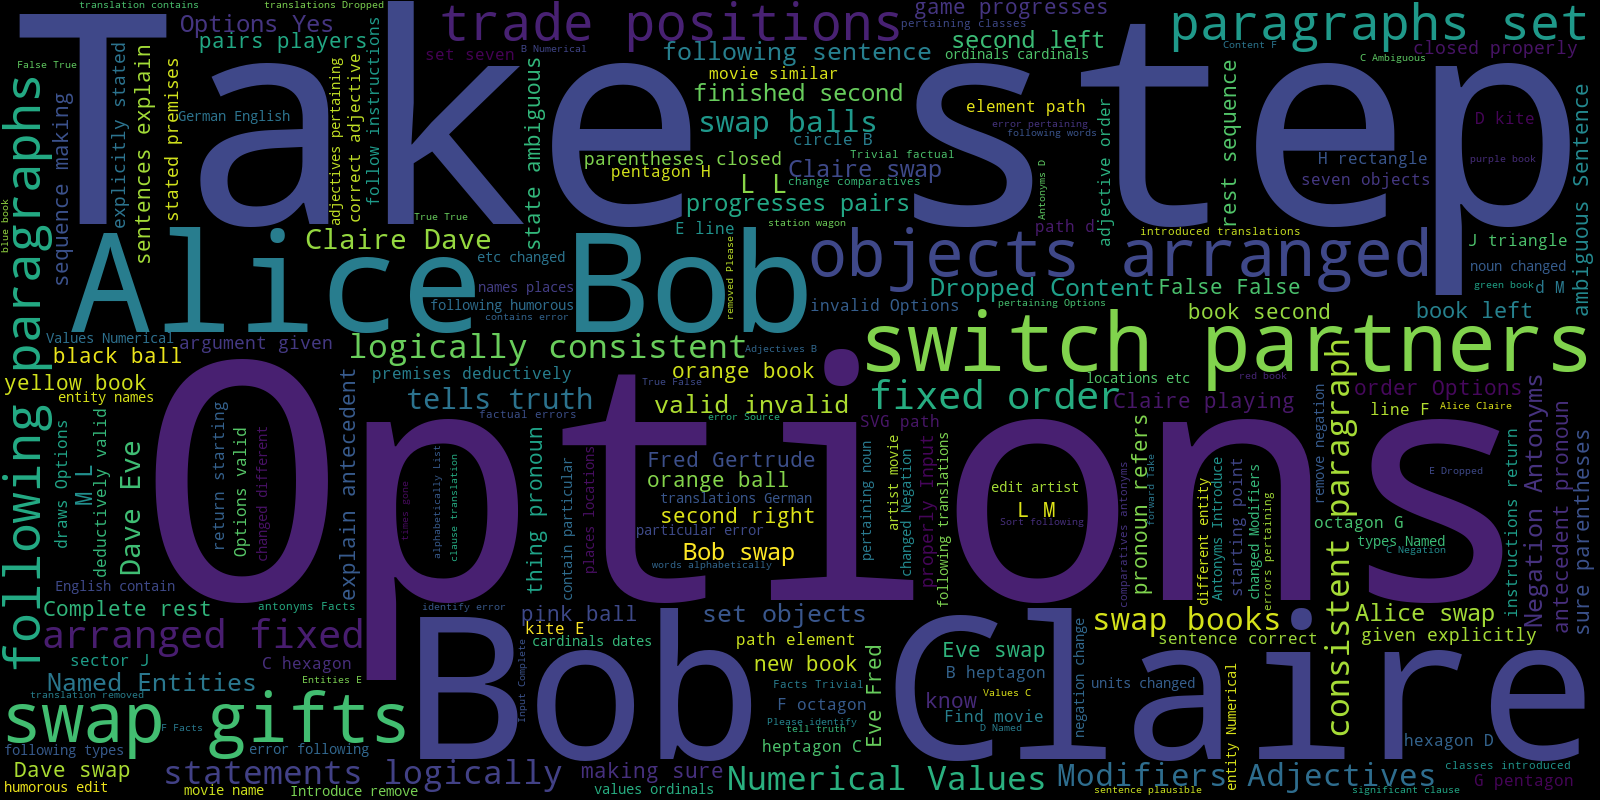 translation contains
translations Dropped
Options Yes
trade positions
game progresses
paragraphs set
pairs players
pertaining classes
set seven
B Numerical
following sentence
second left
ordinals cardinals
Content F
closed properly
C Ambiguous
False True
Take step
movie similar
finished second
element path
error pertaining
following words
D kite
German English
swap balls
circle B
Trivial factual
parentheses closed
pentagon H
Claire swap
L L
change comparatives
H rectangle
purple book
seven objects
progresses pairs
True True
station wagon
E line
path d
introduced translations
following paragraphs
blue book
sequence making
explicitly stated
sentences explain
stated premises
adjectives pertaining
correct adjective
follow instructions
state ambiguous
Antonyms D
adjective order
rest sequence
ambiguous Sentence
Alice Bob
Claire Dave
etc changed
names places
following humorous
contains error
removed Please
objects arranged
Dropped Content
False False
invalid Options
pertaining Options
J triangle
noun changed
green book
d M
book second
book left
Values Numerical
argument given
logically consistent
Adjectives B
switch partners
black ball
yellow book
entity names
premises deductively
orange book
True False
tells truth
factual errors
valid invalid
error Source
fixed order
locations etc
red book
Claire playing
order Options
line F
Alice Claire
SVG path
Options
Fred Gertrude
orange ball
translations German
second right
particular error
Bob swap
words alphabetically
edit artist
L M
Sort following
octagon G
types Named
C Negation
E Dropped
draws Options
deductively valid
M L
Dave Eve
return starting
Options valid
changed different
explain antecedent
times gone
alphabetically List
clause translation
thing pronoun
contain particular
places locations
pertaining noun
artist movie
changed Negation
properly Input
following translations
comparatives antonyms
pronoun refers
forward Take
different entity
Antonyms Introduce
starting point
changed Modifiers
errors pertaining
remove negation
consistent paragraph
instructions return
Negation Antonyms
antecedent pronoun
sure parentheses
English contain
Complete rest
antonyms Facts
identify error
arranged fixed
pink ball
kite E
cardinals dates
set objects
path element
new book
swap books
sentence correct
Alice swap
given explicitly
sector J
C hexagon
Named Entities
Entities E
translation removed
Input Complete
Bob Claire
Facts Trivial
F octagon
Please identify
tell truth
heptagon C
Eve Fred
Eve swap
B heptagon
know
Values C
Find movie
D Named
negation change
units changed
entity Numerical
hexagon D
swap gifts
F Facts
following types
error following
Dave swap
humorous edit
statements logically
movie name
Introduce remove
making sure
values ordinals
Numerical Values
Modifiers Adjectives
sentence plausible
significant clause
classes introduced
G pentagon